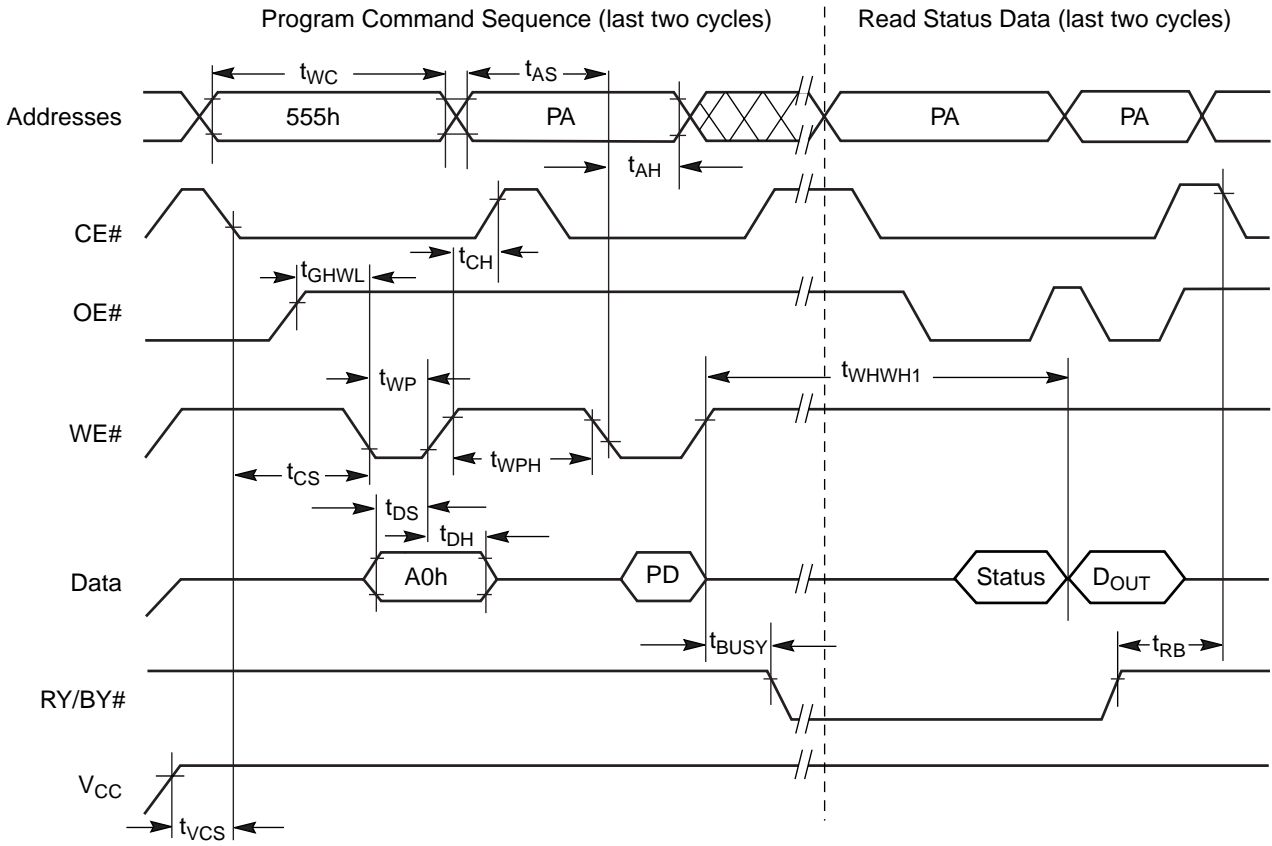 Program Command Sequence (last two cycles)
Read Status Data (last two cycles)
tWC
tAS
Addresses
555h
PA
PA
PA
tAH
CE#
tCH
tGHWL
OE#
tWP
tWHWH1
WE#
tCS
tWPH
tDS
tDH
Data
A0h
PD
Status
DOUT
tBUSY
tRB
RY/BY#
VCC
tVCS